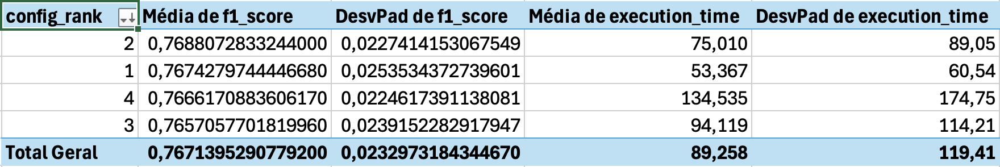 config_rank Média de f1_score DesvPad de f1_score Média de execution_time DesvPad de execution_time
2 0,7688072833244000 0,0227414153067549 75,010 89,05
1 0,7674279744446680 0,0253534372739601 53,367 60,54
4 0,7666170883606170 0,0224617391138081 134,535 174,75
3 0,7657057701819960 0,0239152282917947 94,119 114,21
Total Geral 0,7671395290779200 0,0232973184344670 89,258 119,41